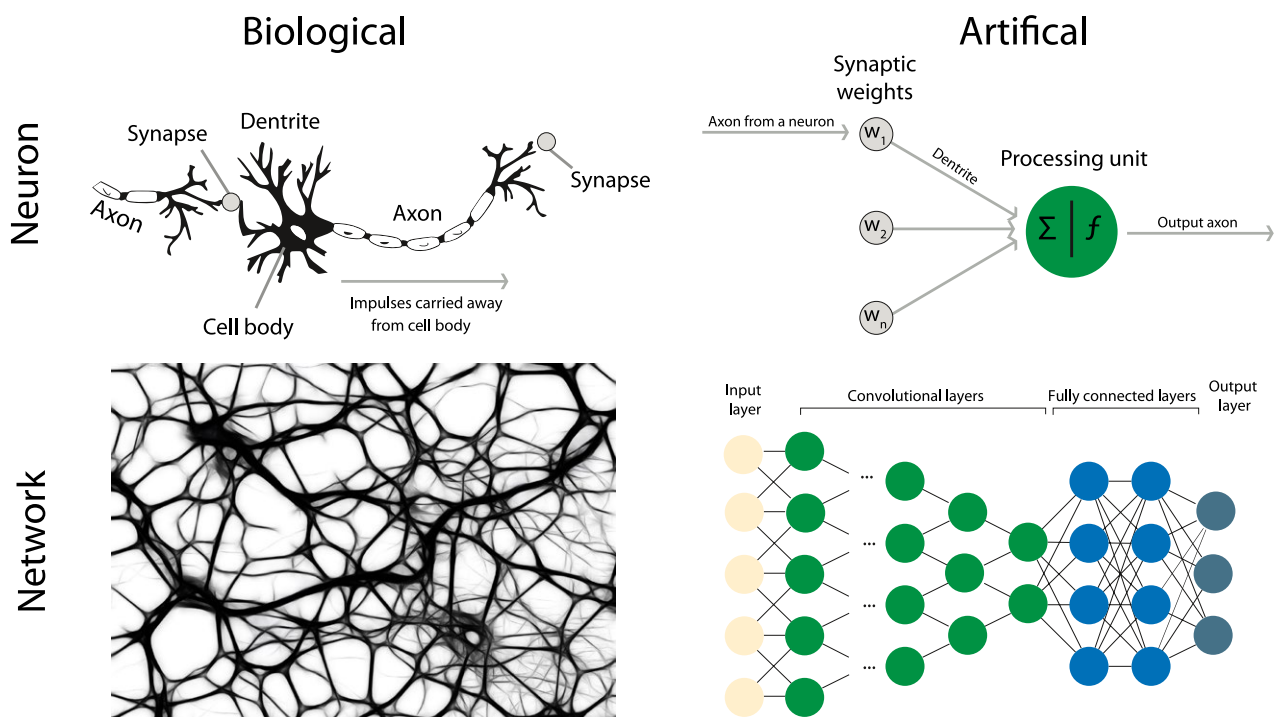 Biological
Artifical
Neuron
Synapse
Dentrite
Axon
Axon
Synapse
Cell body
Impulses carried away
from cell body
Synaptic
weights
Axon from a neuron
w1
Dendrite
Processing unit
w2
Σ | f
Output axon
wn
Network
Input
layer
Convolutional layers
Fully connected layers
Output
layer
...
...
...
...